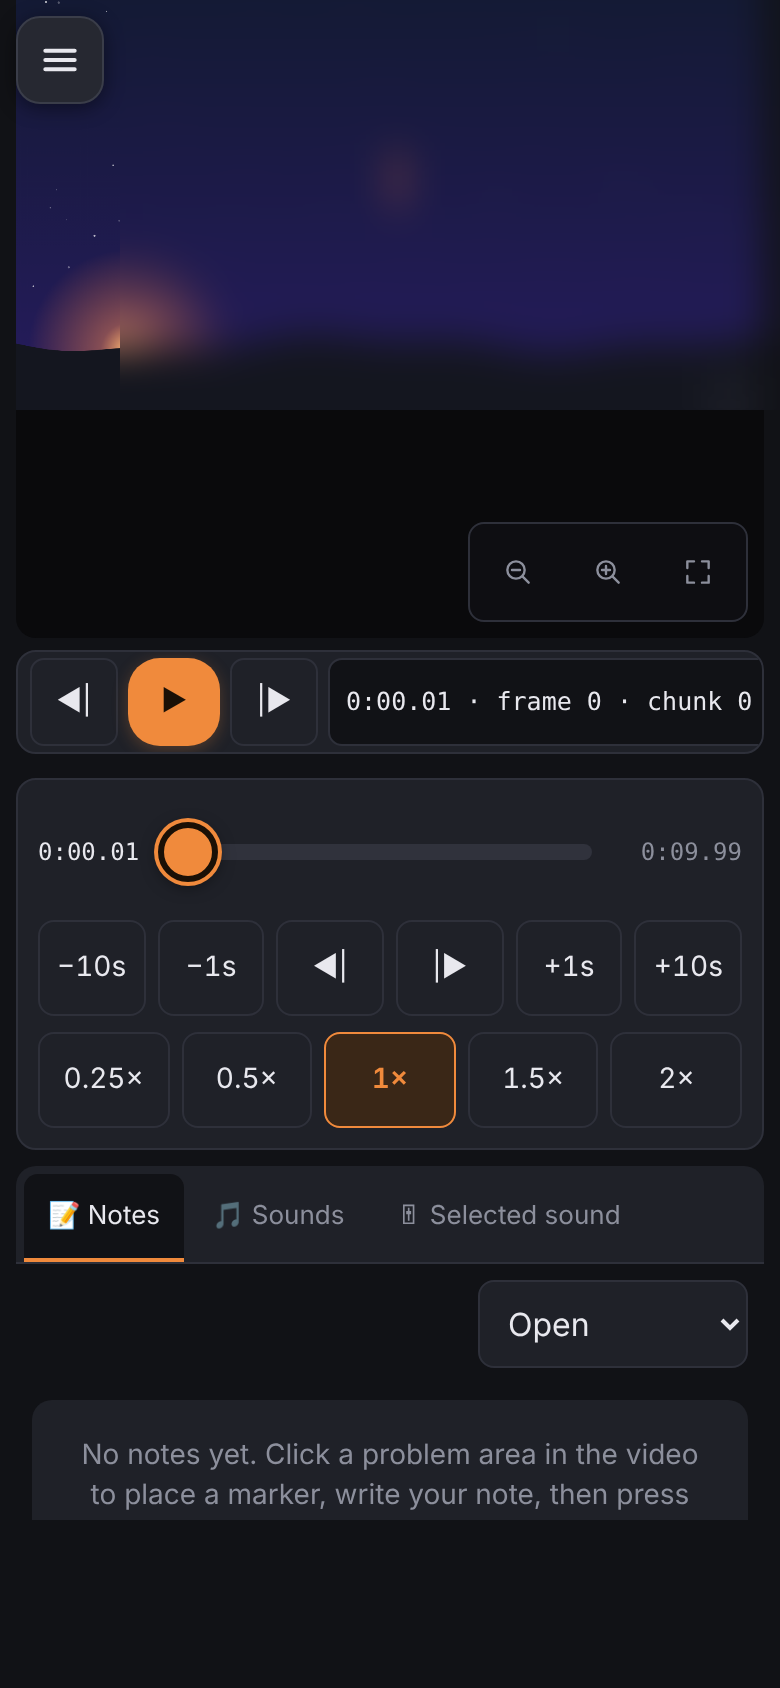 0:00.01 · frame 0 · chunk 0
0:00.01
0:09.99
−10s
−1s
+1s
+10s
0.25×
0.5×
1×
1.5×
2×
Notes
Sounds
Selected sound
Open
No notes yet. Click a problem area in the video
to place a marker, write your note, then press